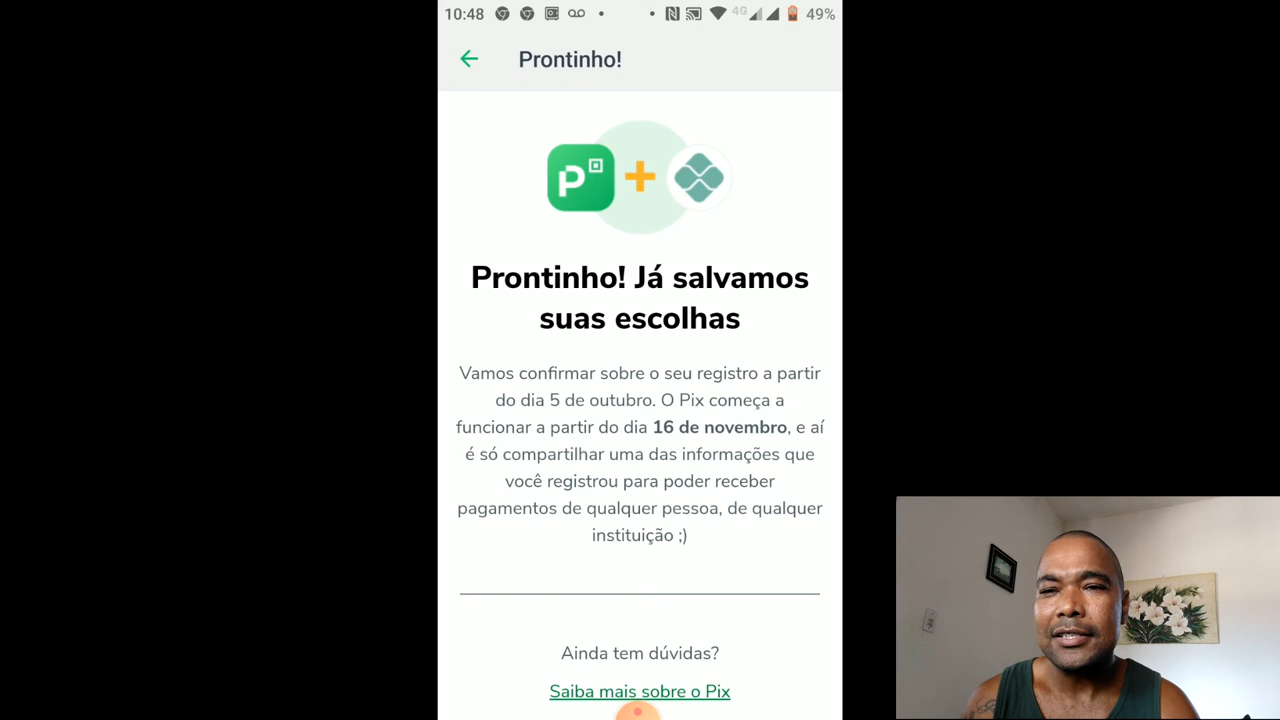 10:48
4G
49%
Prontinho!
P
Prontinho! Já salvamos
suas escolhas
Vamos confirmar sobre o seu registro a partir
do dia 5 de outubro. O Pix começa a
funcionar a partir do dia 16 de novembro, e aí
é só compartilhar uma das informações que
você registrou para poder receber
pagamentos de qualquer pessoa, de qualquer
instituição ;)
Ainda tem dúvidas?
Saiba mais sobre o Pix